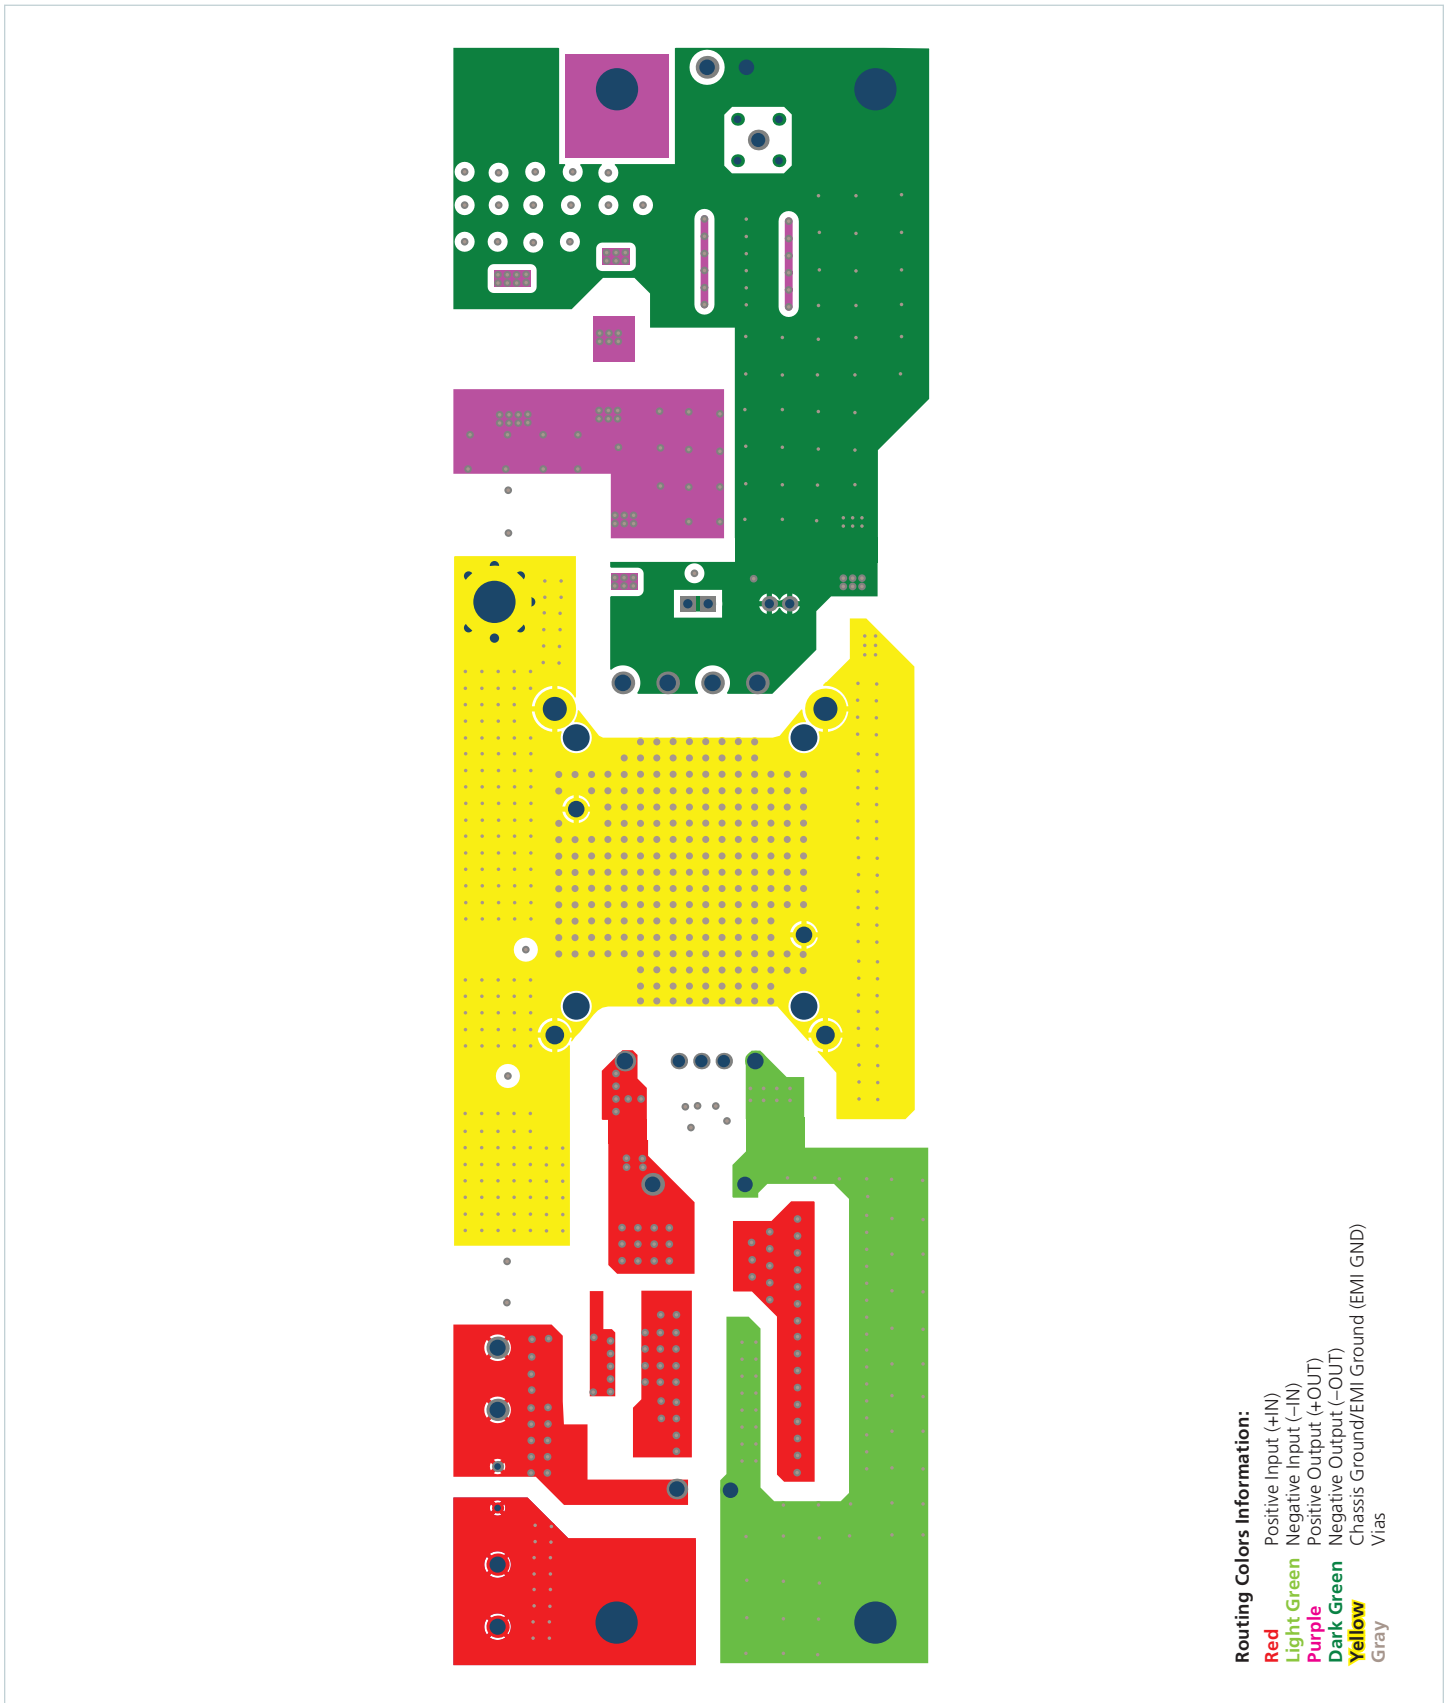 Routing Colors Information:
Red Positive Input (+IN)
Light Green Negative Input (–IN)
Purple Positive Output (+OUT)
Dark Green Negative Output (–OUT)
Yellow Chassis Ground/EMI Ground (EMI GND)
Gray Vias